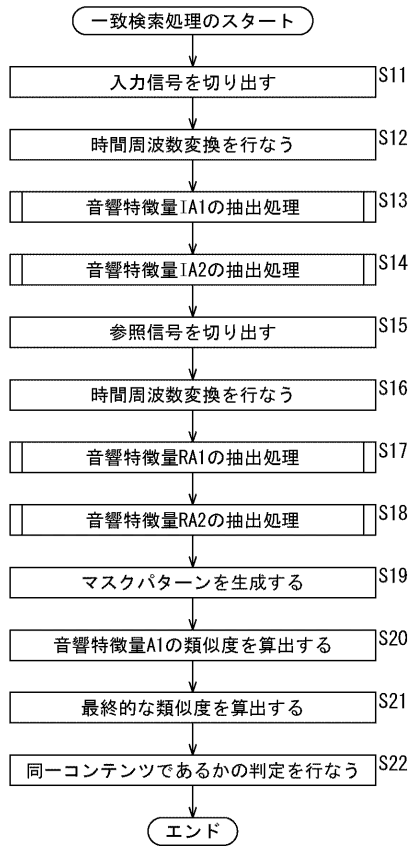 一致検索処理のスタート
入力信号を切り出す S11
時間周波数変換を行なう S12
音響特徴量IA1の抽出処理 S13
音響特徴量IA2の抽出処理 S14
参照信号を切り出す S15
時間周波数変換を行なう S16
音響特徴量RA1の抽出処理 S17
音響特徴量RA2の抽出処理 S18
マスクパターンを生成する S19
音響特徴量A1の類似度を算出する S20
最終的な類似度を算出する S21
同一コンテンツであるかの判定を行なう S22
エンド